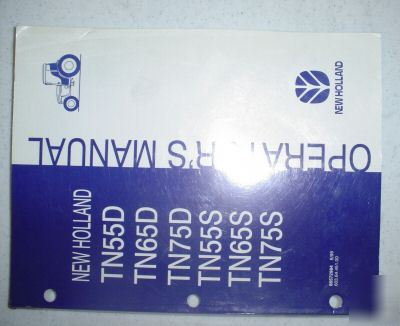 NEW HOLLAND
OPERATOR'S MANUAL
NEW HOLLAND
TN55D
TN65D
TN75D
TN55S
TN65S
TN75S